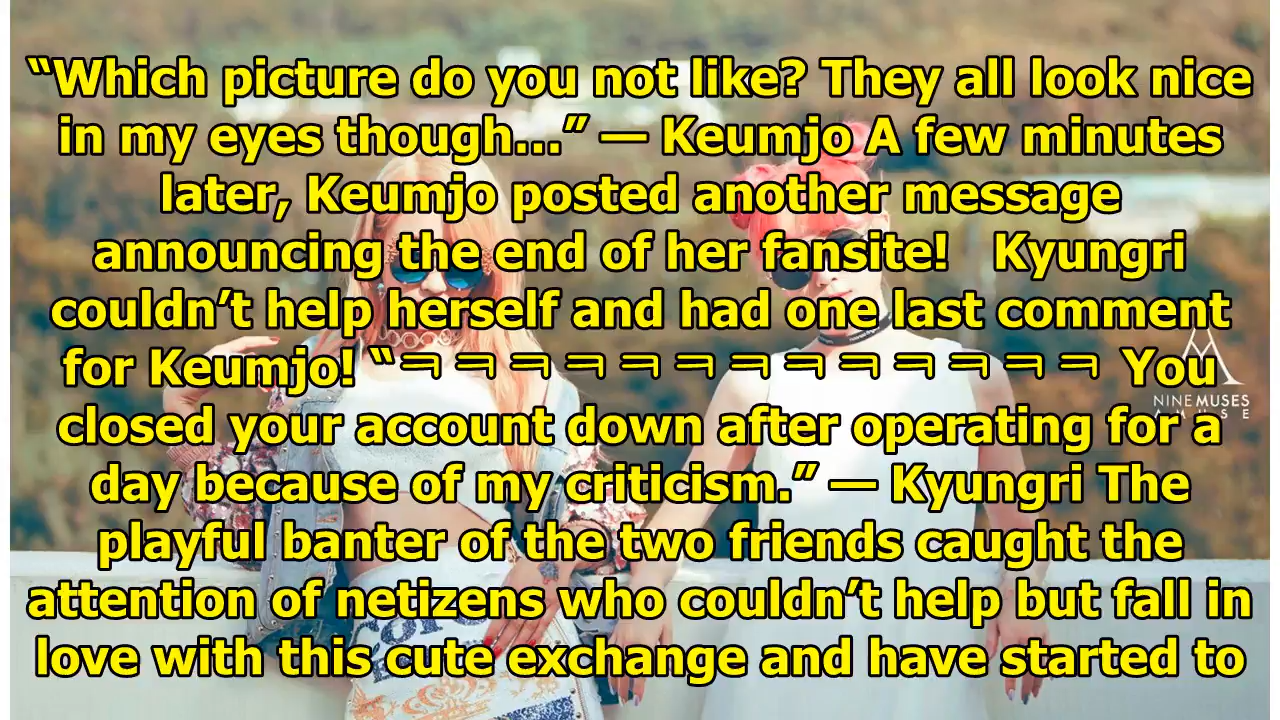 “Which picture do you not like? They all look nice
in my eyes though...” — Keumjo A few minutes
later, Keumjo posted another message
announcing the end of her fansite!   Kyungri
couldn’t help herself and had one last comment
for Keumjo! “ㅋㅋㅋㅋㅋㅋㅋㅋㅋㅋㅋㅋㅋ You
closed your account down after operating for a
day because of my criticism.” — Kyungri The
playful banter of the two friends caught the
attention of netizens who couldn’t help but fall in
love with this cute exchange and have started to
NINEMUSES
AMUSE